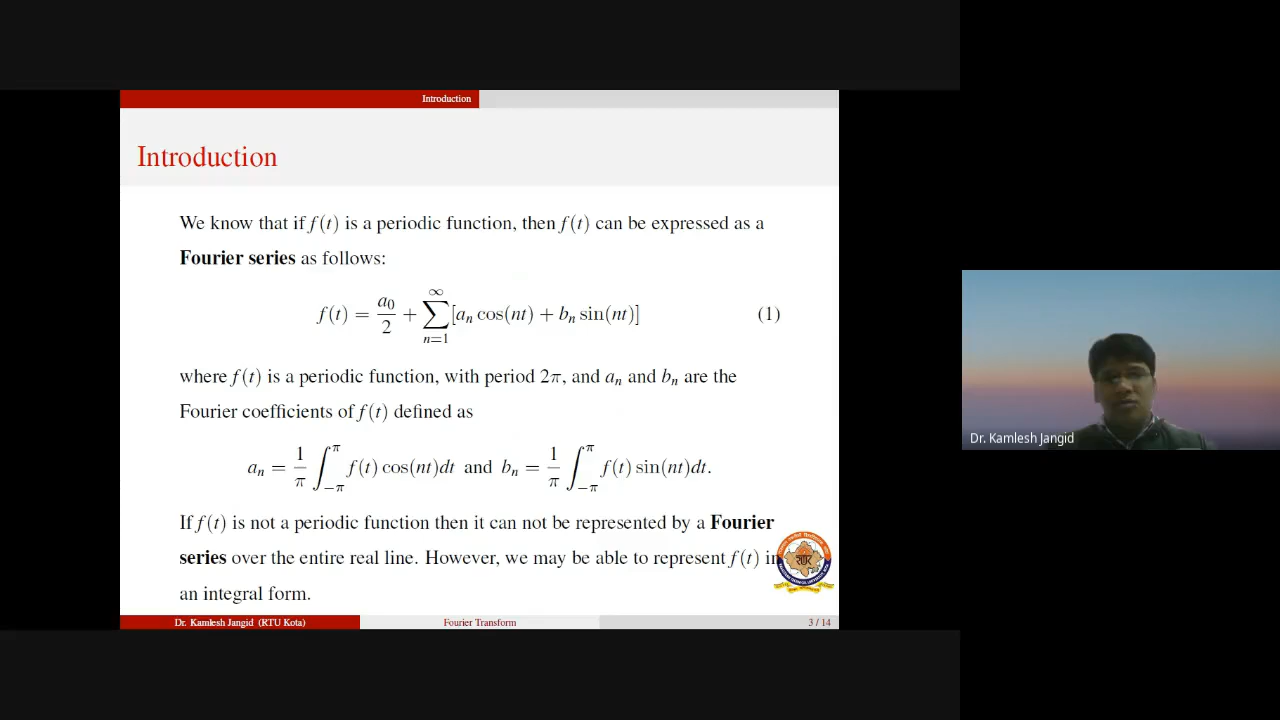 Introduction
Introduction
We know that if f(t) is a periodic function, then f(t) can be expressed as a
Fourier series as follows:
f(t) = a₀/2 + ∑_{n=1}^{∞} [aₙ cos(nt) + bₙ sin(nt)] (1)
where f(t) is a periodic function, with period 2π, and aₙ and bₙ are the
Fourier coefficients of f(t) defined as
aₙ = 1/π ∫_{−π}^{π} f(t) cos(nt)dt and bₙ = 1/π ∫_{−π}^{π} f(t) sin(nt)dt.
If f(t) is not a periodic function then it can not be represented by a Fourier
series over the entire real line. However, we may be able to represent f(t) in
an integral form.
Dr. Kamlesh Jangid (RTU Kota) Fourier Transform 3 / 14
Dr. Kamlesh Jangid